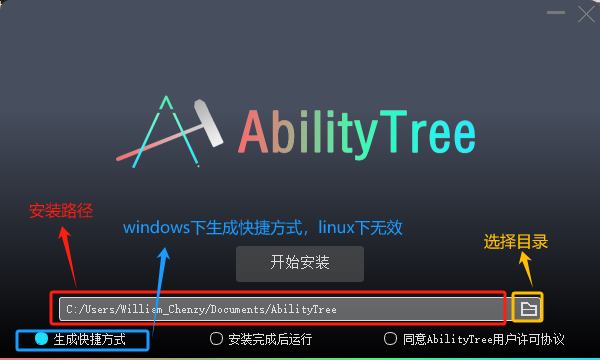 AbilityTree
安装路径
windows下生成快捷方式，linux下无效
选择目录
开始安装
C:/Users/William_Chenzy/Documents/AbilityTree
生成快捷方式
安装完成后运行
同意AbilityTree用户许可协议